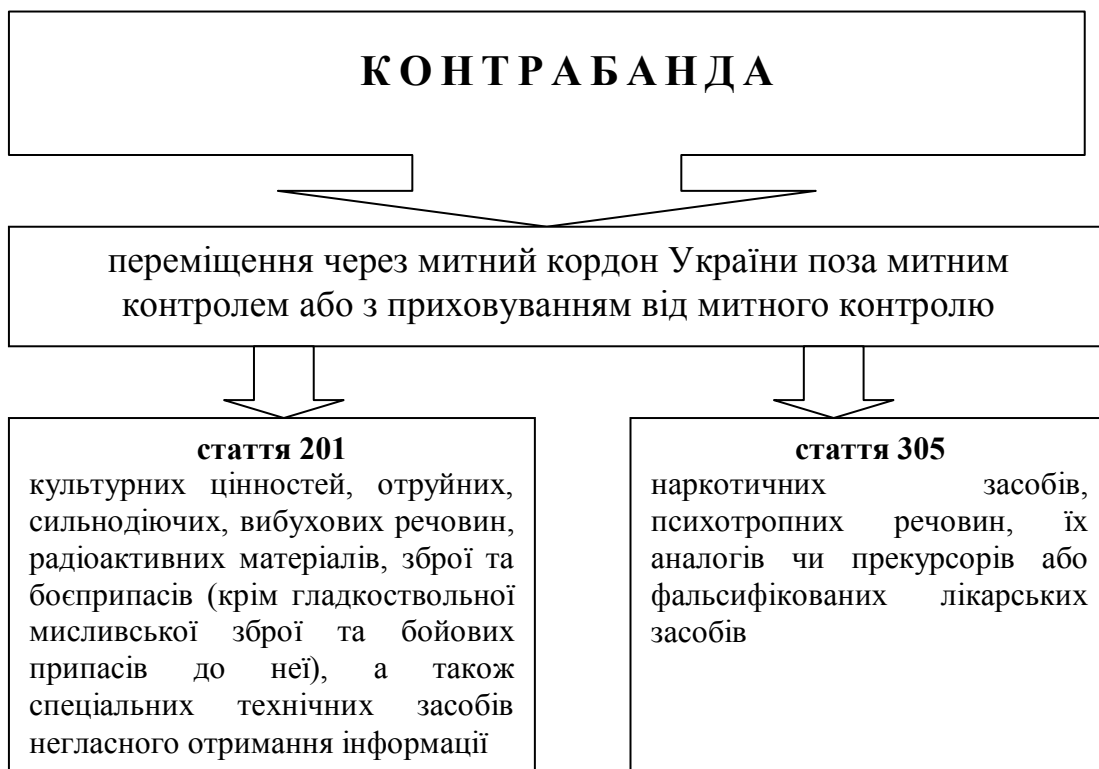 КОНТРАБАНДА
переміщення через митний кордон України поза митним
контролем або з приховуванням від митного контролю
стаття 201
культурних цінностей, отруйних,
сильнодіючих, вибухових речовин,
радіоактивних матеріалів, зброї та
боєприпасів (крім гладкоствольної
мисливської зброї та бойових
припасів до неї), а також
спеціальних технічних засобів
негласного отримання інформації
стаття 305
наркотичних засобів,
психотропних речовин, їх
аналогів чи прекурсорів або
фальсифікованих лікарських
засобів